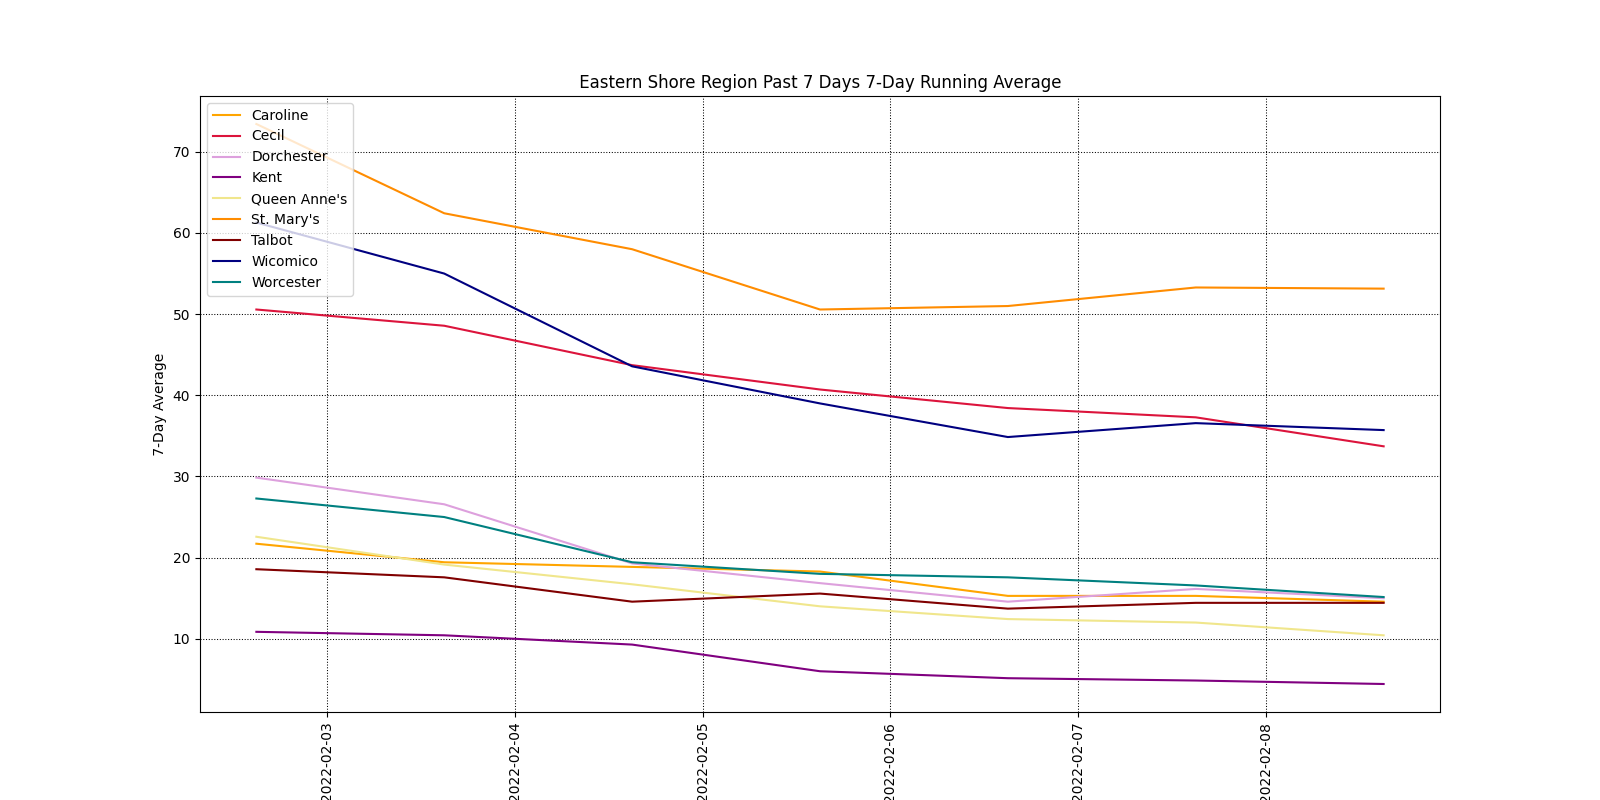 Eastern Shore Region Past 7 Days 7-Day Running Average
Caroline
Cecil
Dorchester
Kent
Queen Anne's
St. Mary's
Talbot
Wicomico
Worcester
7-Day Average
70
60
50
40
30
20
10
2022-02-03
2022-02-04
2022-02-05
2022-02-06
2022-02-07
2022-02-08